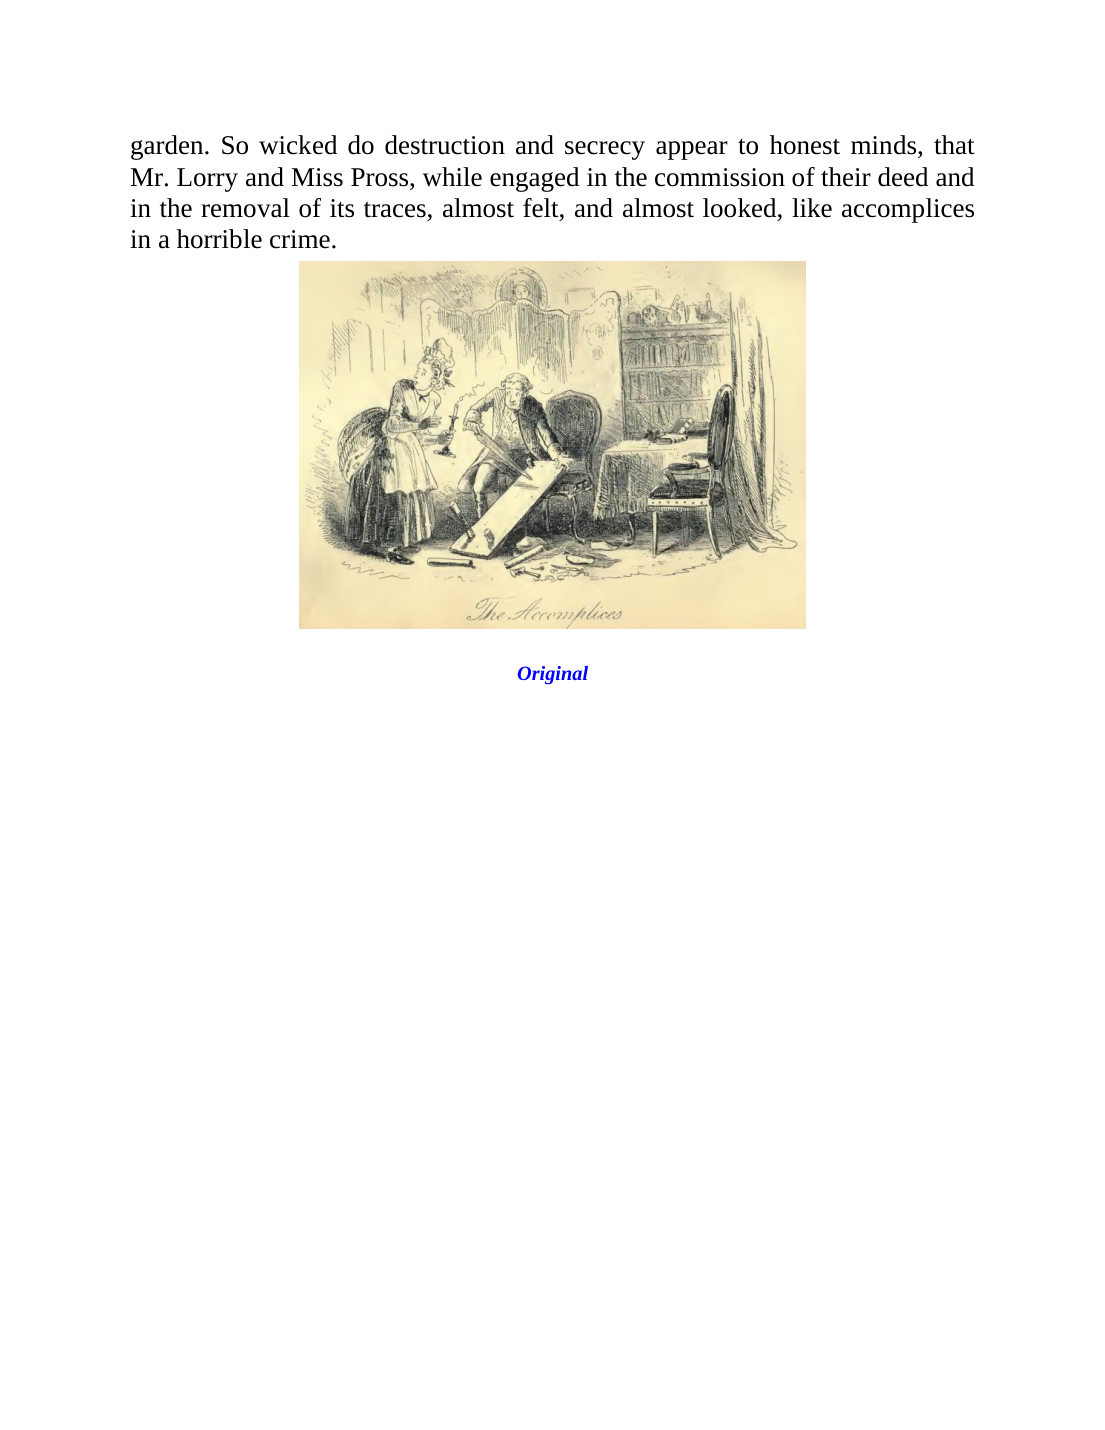 garden. So wicked do destruction and secrecy appear to honest minds, that
Mr. Lorry and Miss Pross, while engaged in the commission of their deed and
in the removal of its traces, almost felt, and almost looked, like accomplices
in a horrible crime.
The Accomplices
Original